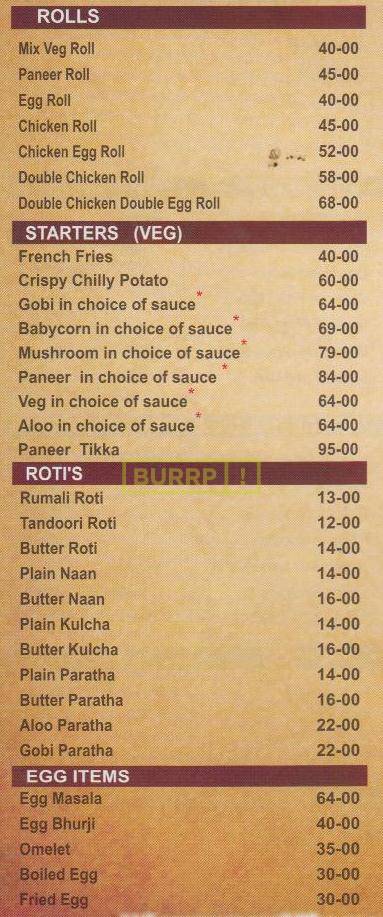 ROLLS
Mix Veg Roll 40-00
Paneer Roll 45-00
Egg Roll 40-00
Chicken Roll 45-00
Chicken Egg Roll 52-00
Double Chicken Roll 58-00
Double Chicken Double Egg Roll 68-00
STARTERS (VEG)
French Fries 40-00
Crispy Chilly Potato 60-00
Gobi in choice of sauce* 64-00
Babycorn in choice of sauce* 69-00
Mushroom in choice of sauce* 79-00
Paneer in choice of sauce* 84-00
Veg in choice of sauce* 64-00
Aloo in choice of sauce* 64-00
Paneer Tikka 95-00
ROTI'S BURRP!
Rumali Roti 13-00
Tandoori Roti 12-00
Butter Roti 14-00
Plain Naan 14-00
Butter Naan 16-00
Plain Kulcha 14-00
Butter Kulcha 16-00
Plain Paratha 14-00
Butter Paratha 16-00
Aloo Paratha 22-00
Gobi Paratha 22-00
EGG ITEMS
Egg Masala 64-00
Egg Bhurji 40-00
Omelet 35-00
Boiled Egg 30-00
Fried Egg 30-00